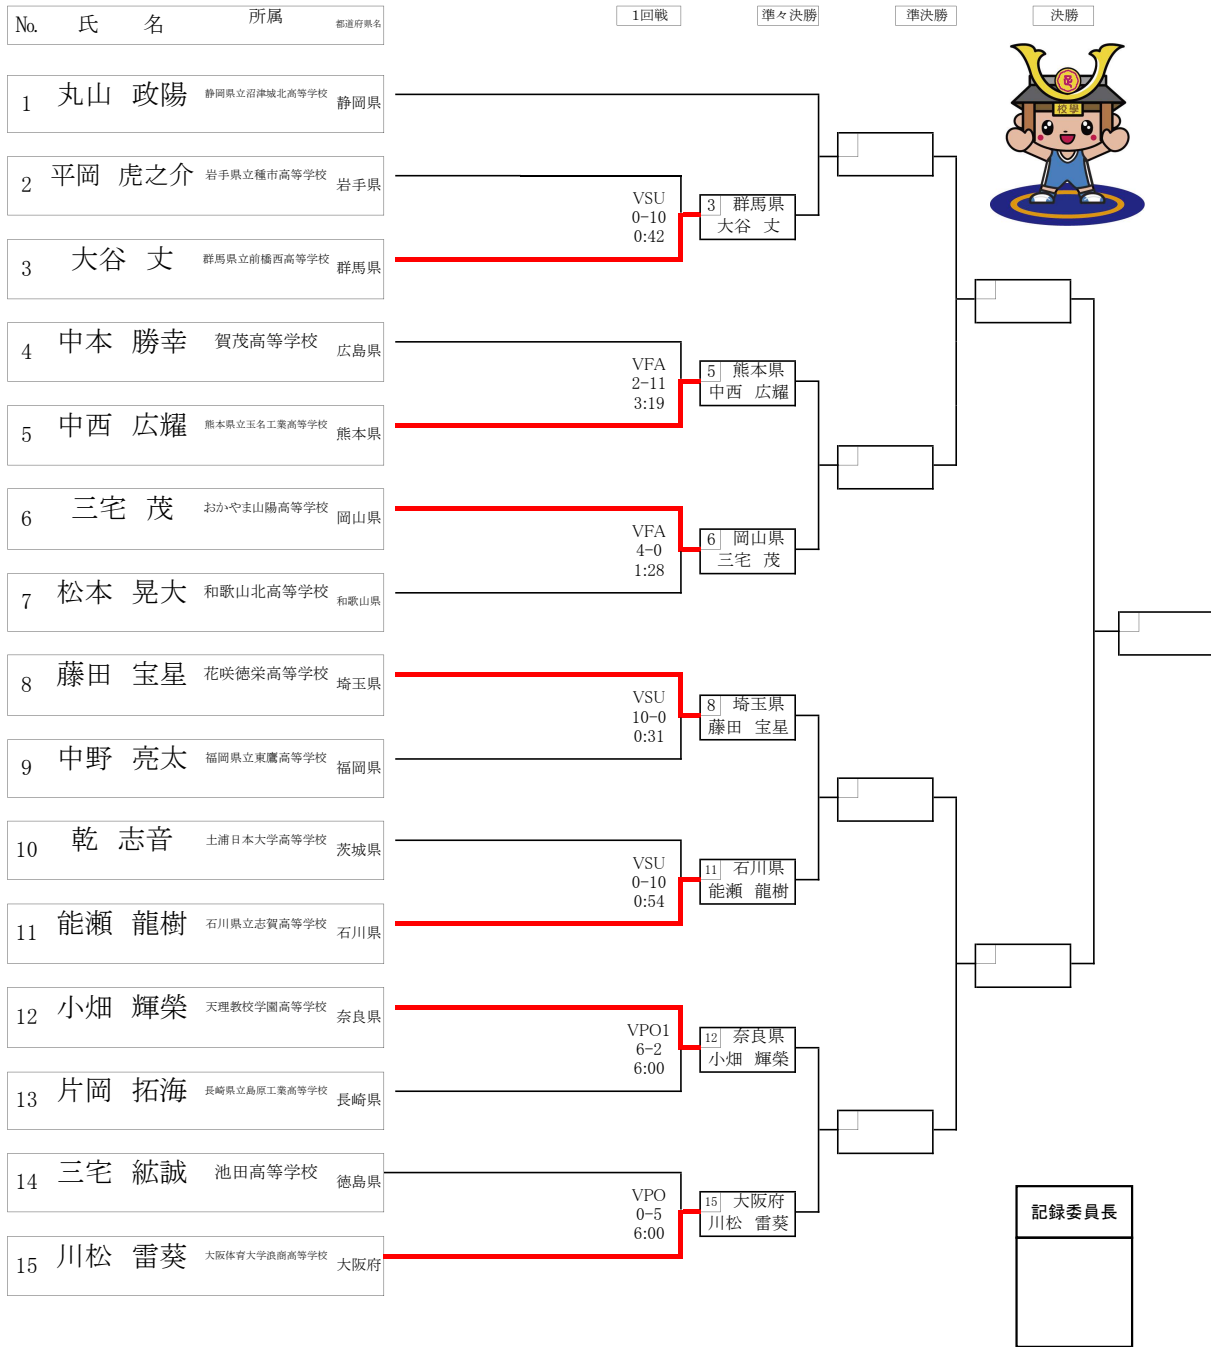 No. 氏 名 所属 都道府県名 1回戦 準々決勝 準決勝 決勝
1 丸山 政陽 静岡県立沼津城北高等学校 静岡県
2 平岡 虎之介 岩手県立種市高等学校 岩手県
VSU
0-10
0:42
3 群馬県
大谷 丈
3 大谷 丈 群馬県立前橋西高等学校 群馬県
4 中本 勝幸 賀茂高等学校 広島県
VFA
2-11
3:19
5 熊本県
中西 広耀
5 中西 広耀 熊本県立玉名工業高等学校 熊本県
6 三宅 茂 おかやま山陽高等学校 岡山県
VFA
4-0
1:28
6 岡山県
三宅 茂
7 松本 晃大 和歌山北高等学校 和歌山県
8 藤田 宝星 花咲徳栄高等学校 埼玉県
VSU
10-0
0:31
8 埼玉県
藤田 宝星
9 中野 亮太 福岡県立東鷹高等学校 福岡県
10 乾 志音 土浦日本大学高等学校 茨城県
VSU
0-10
0:54
11 石川県
能瀬 龍樹
11 能瀬 龍樹 石川県立志賀高等学校 石川県
12 小畑 輝榮 天理教校学園高等学校 奈良県
VPO1
6-2
6:00
12 奈良県
小畑 輝榮
13 片岡 拓海 長崎県立島原工業高等学校 長崎県
14 三宅 紘誠 池田高等学校 徳島県
VPO
0-5
6:00
15 大阪府
川松 雷葵
15 川松 雷葵 大阪体育大学浪商高等学校 大阪府
校學
記録委員長